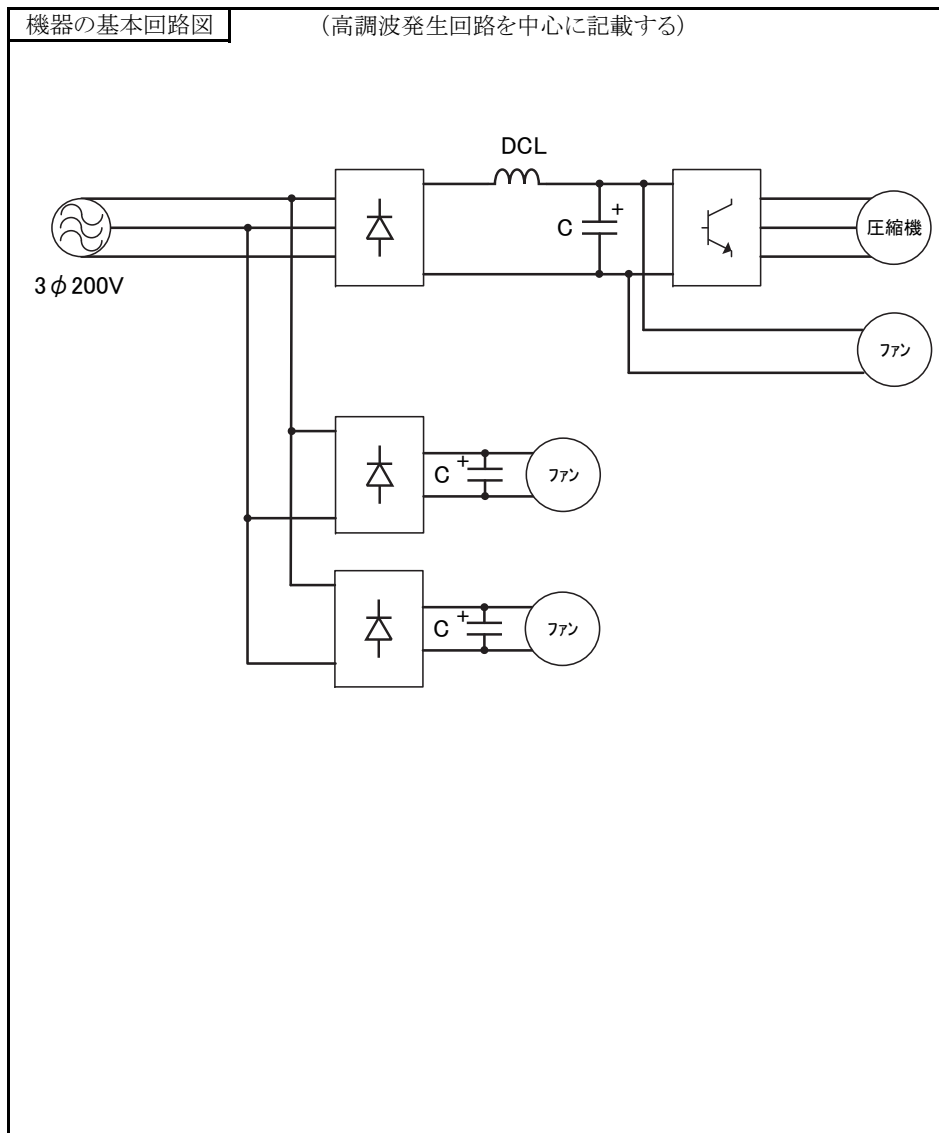 機器の基本回路図
(高調波発生回路を中心に記載する)
DCL
C
+
圧縮機
3φ200V
ファン
C
+
ファン
C
+
ファン